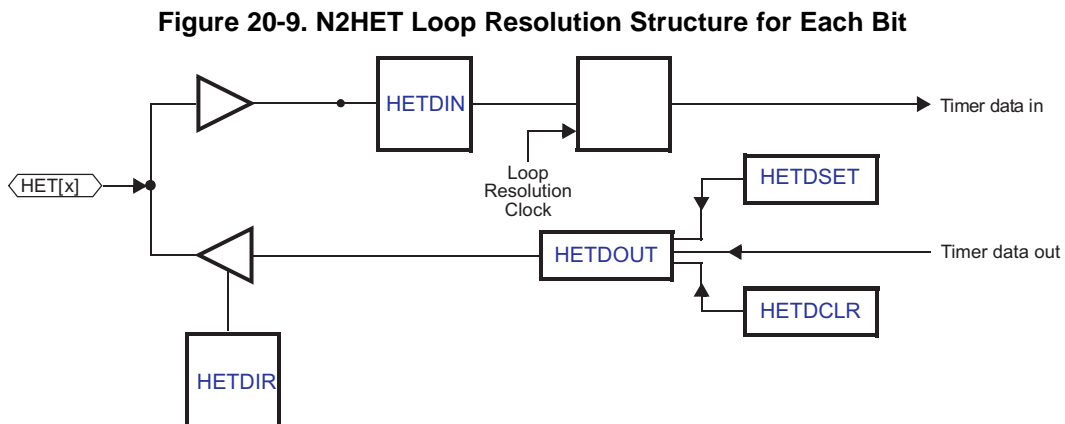 Figure 20-9. N2HET Loop Resolution Structure for Each Bit
HETDIN
Timer data in
Loop
Resolution
Clock
HET[x]
HETDSET
HETDOUT
Timer data out
HETDCLR
HETDIR